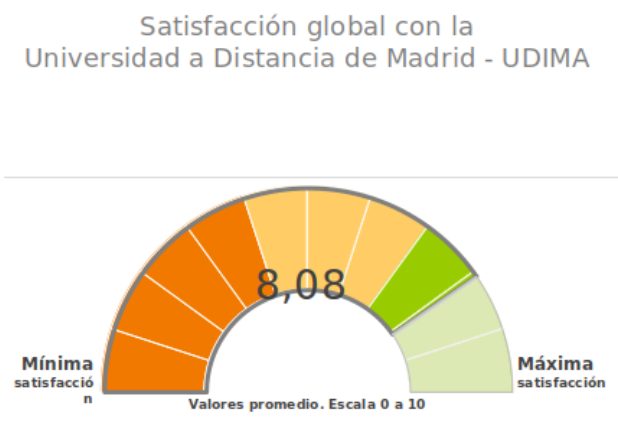 Satisfacción global con la
Universidad a Distancia de Madrid - UDIMA
8,08
Mínima
satisfacció
n
Máxima
satisfacción
Valores promedio. Escala 0 a 10